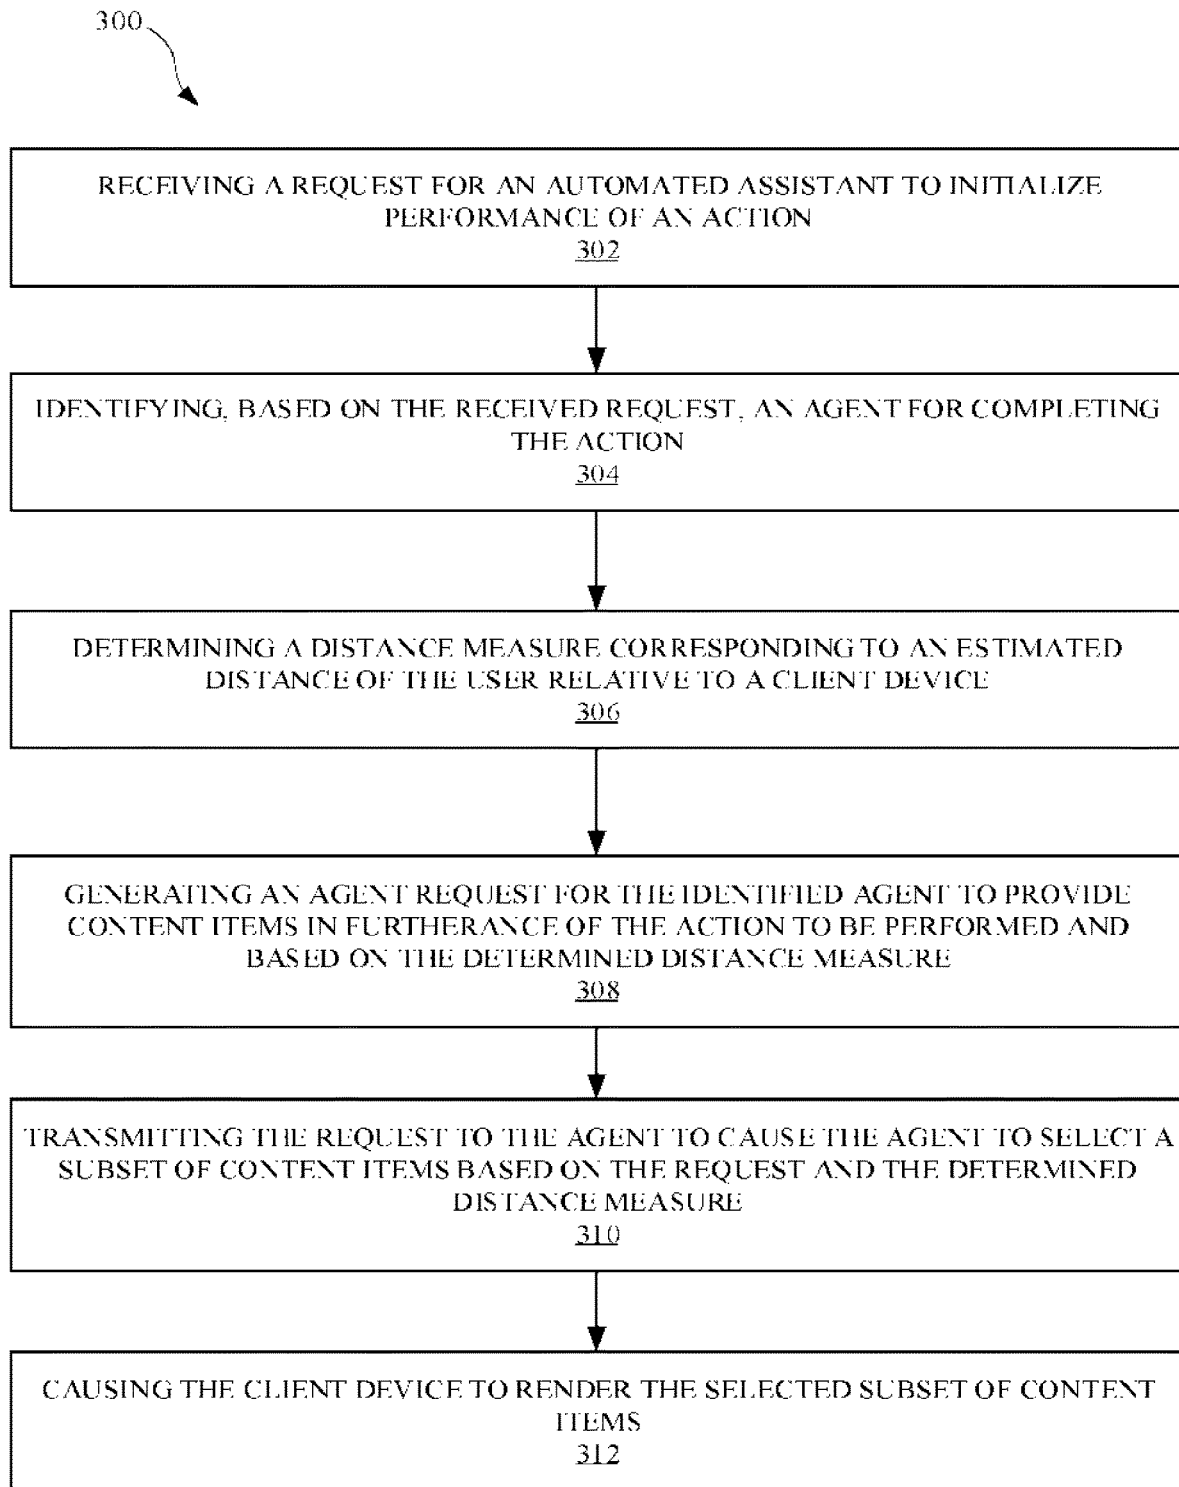 300
RECEIVING A REQUEST FOR AN AUTOMATED ASSISTANT TO INITIALIZE
PERFORMANCE OF AN ACTION
302
IDENTIFYING, BASED ON THE RECEIVED REQUEST, AN AGENT FOR COMPLETING
THE ACTION
304
DETERMINING A DISTANCE MEASURE CORRESPONDING TO AN ESTIMATED
DISTANCE OF THE USER RELATIVE TO A CLIENT DEVICE
306
GENERATING AN AGENT REQUEST FOR THE IDENTIFIED AGENT TO PROVIDE
CONTENT ITEMS IN FURTHERANCE OF THE ACTION TO BE PERFORMED AND
BASED ON THE DETERMINED DISTANCE MEASURE
308
TRANSMITTING THE REQUEST TO THE AGENT TO CAUSE THE AGENT TO SELECT A
SUBSET OF CONTENT ITEMS BASED ON THE REQUEST AND THE DETERMINED
DISTANCE MEASURE
310
CAUSING THE CLIENT DEVICE TO RENDER THE SELECTED SUBSET OF CONTENT
ITEMS
312